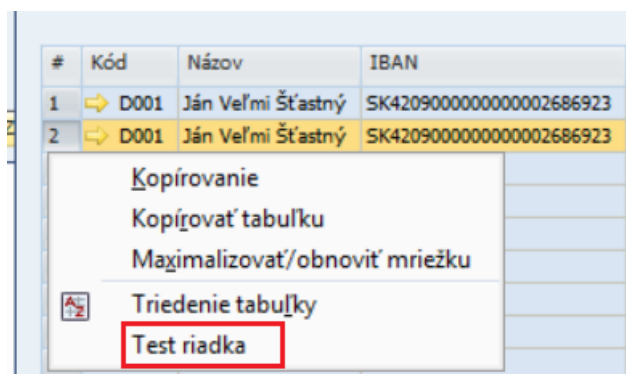 # Kód Názov IBAN
1 D001 Ján Veľmi Šťastný SK4209000000000002686923
2 D001 Ján Veľmi Šťastný SK4209000000000002686923
Kopírovanie
Kopírovať tabuľku
Maximalizovať/obnoviť mriežku
Triedenie tabuľky
Test riadka